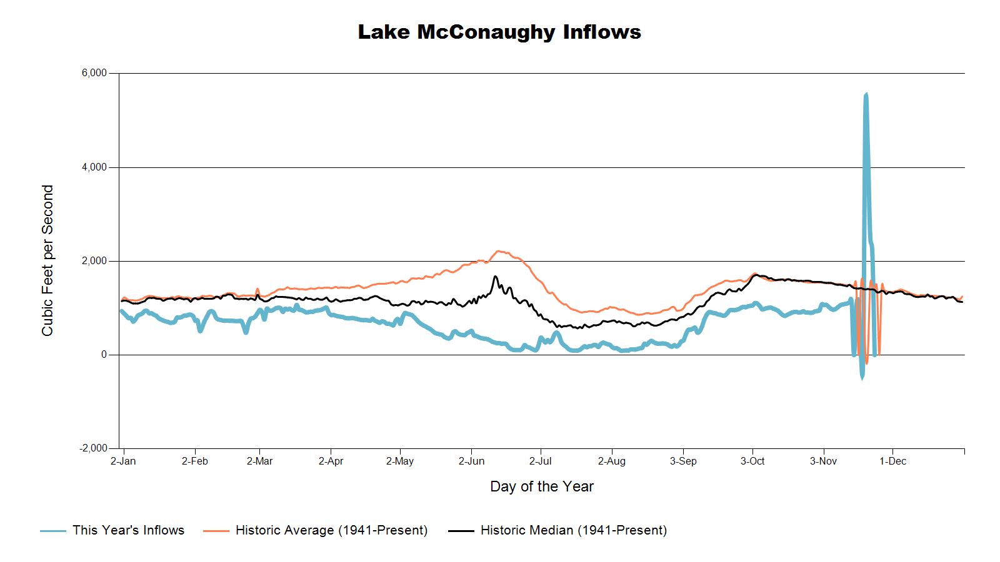 Lake McConaughy Inflows
6,000
4,000
2,000
0
-2,000
Cubic Feet per Second
2-Jan 2-Feb 2-Mar 2-Apr 2-May 2-Jun 2-Jul 2-Aug 3-Sep 3-Oct 3-Nov 1-Dec
Day of the Year
This Year's Inflows Historic Average (1941-Present) Historic Median (1941-Present)